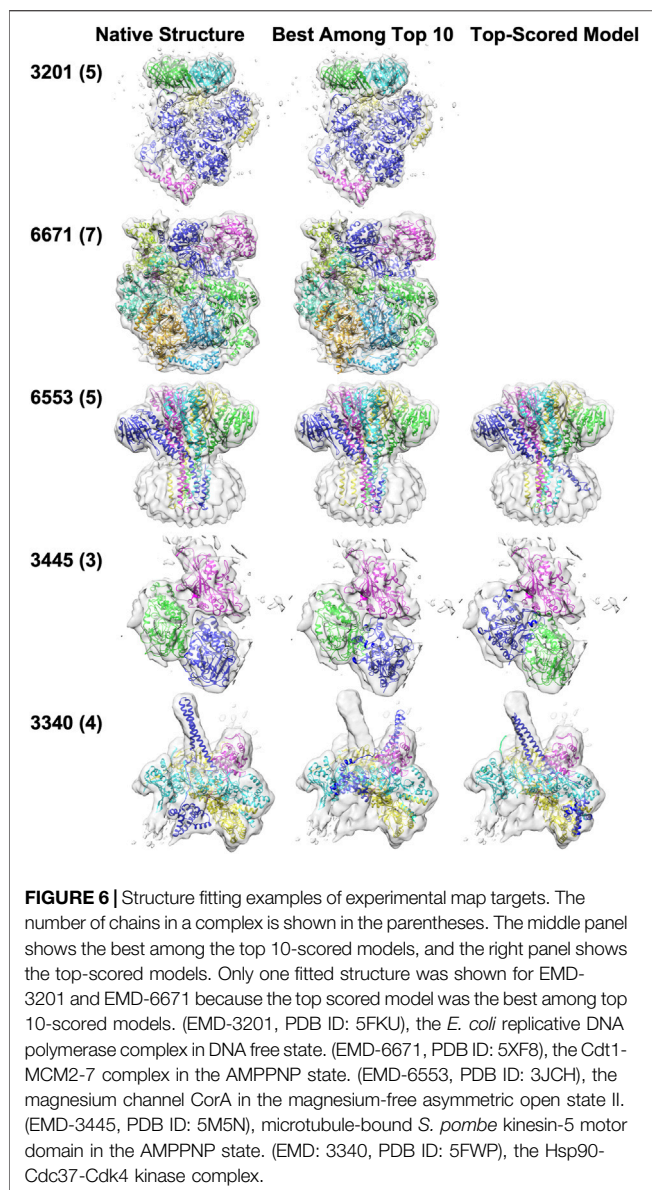 Native Structure Best Among Top 10 Top-Scored Model
3201 (5)
6671 (7)
6553 (5)
3445 (3)
3340 (4)
FIGURE 6 | Structure fitting examples of experimental map targets. The
number of chains in a complex is shown in the parentheses. The middle panel
shows the best among the top 10-scored models, and the right panel shows
the top-scored models. Only one fitted structure was shown for EMD-
3201 and EMD-6671 because the top scored model was the best among top
10-scored models. (EMD-3201, PDB ID: 5FKU), the E. coli replicative DNA
polymerase complex in DNA free state. (EMD-6671, PDB ID: 5XF8), the Cdt1-
MCM2-7 complex in the AMPPNP state. (EMD-6553, PDB ID: 3JCH), the
magnesium channel CorA in the magnesium-free asymmetric open state II.
(EMD-3445, PDB ID: 5M5N), microtubule-bound S. pombe kinesin-5 motor
domain in the AMPPNP state. (EMD: 3340, PDB ID: 5FWP), the Hsp90-
Cdc37-Cdk4 kinase complex.